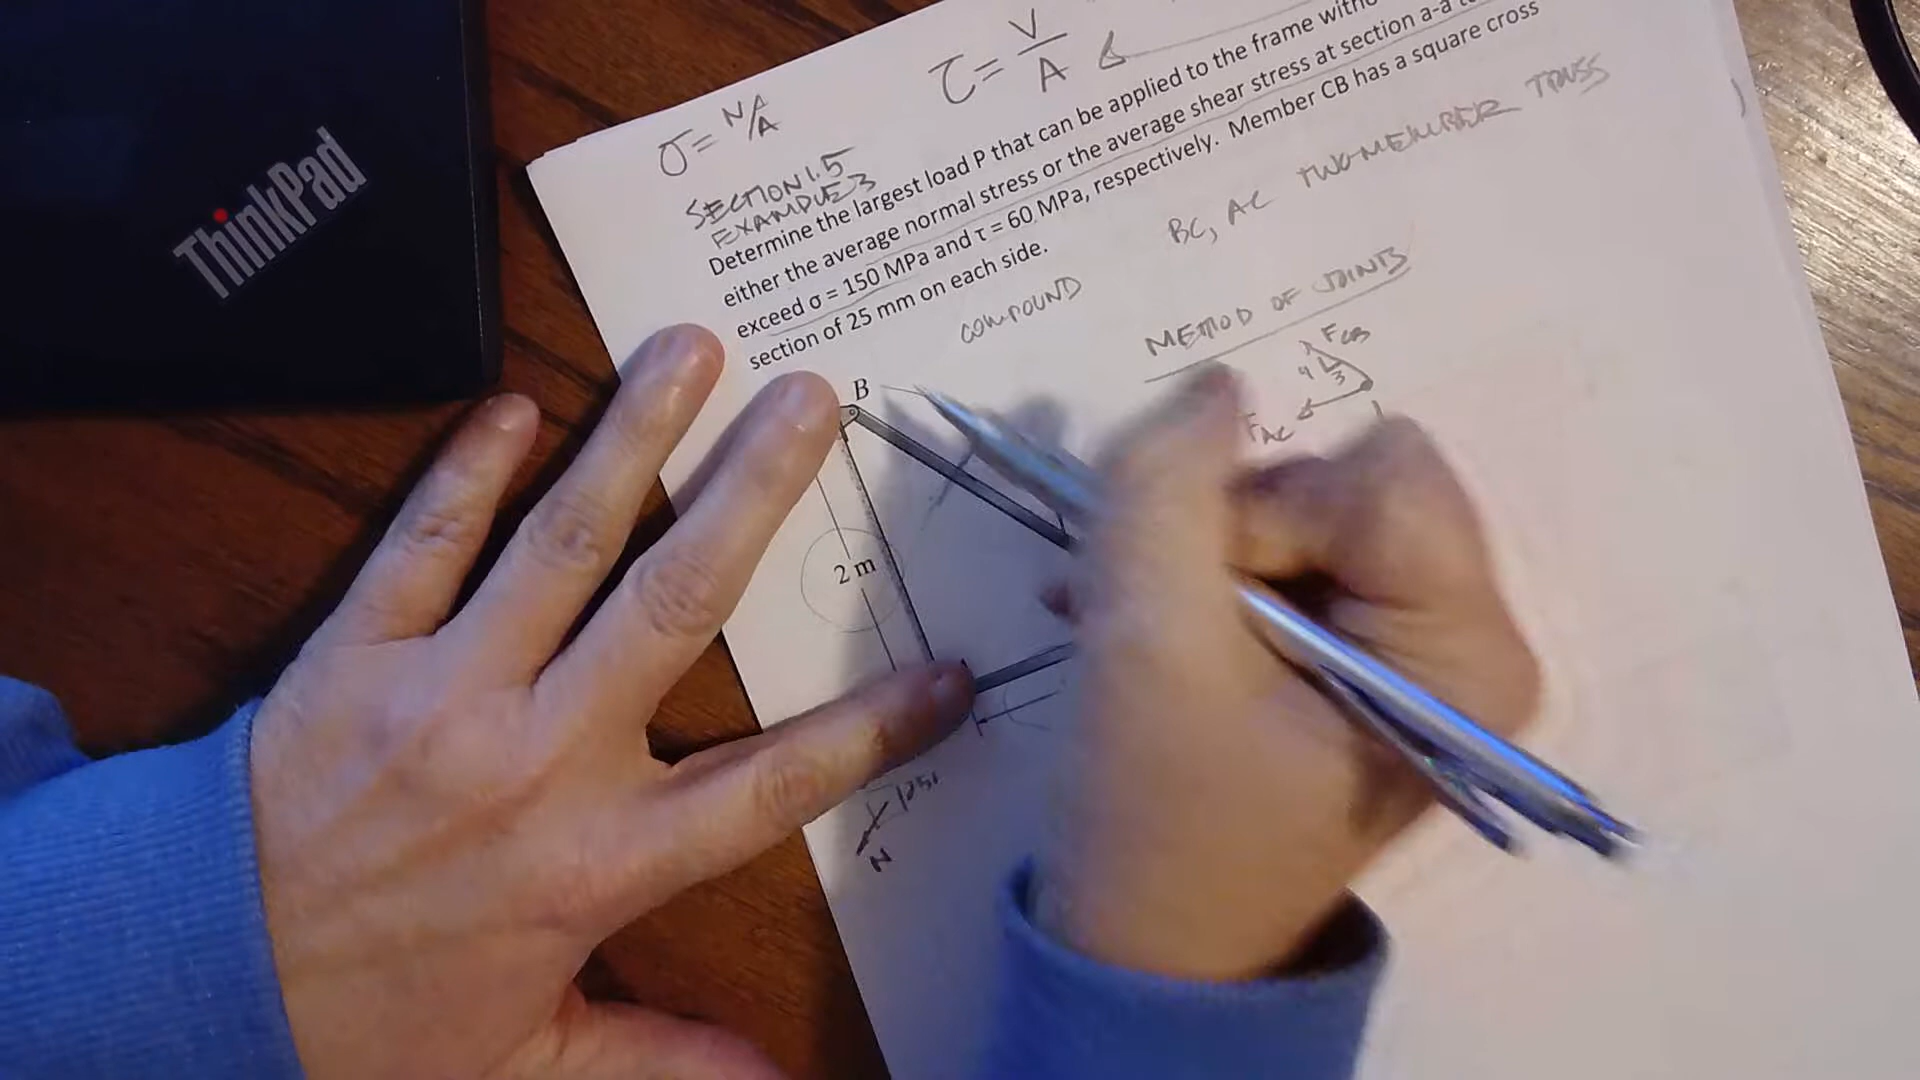 ThinkPad
σ = N/A
τ = V/A
SECTION 1.5
EXAMPLE 3
Determine the largest load P that can be applied to the frame
either the average normal stress or the average shear stress at section a-a
exceed σ = 150 MPa and τ = 60 MPa, respectively. Member CB has a square cross
section of 25 mm on each side.
BC, AC TWO-MEMBER TRUSS
COMPOUND
METHOD OF JOINTS
F CB
4
3
F AC
B
2 m
N